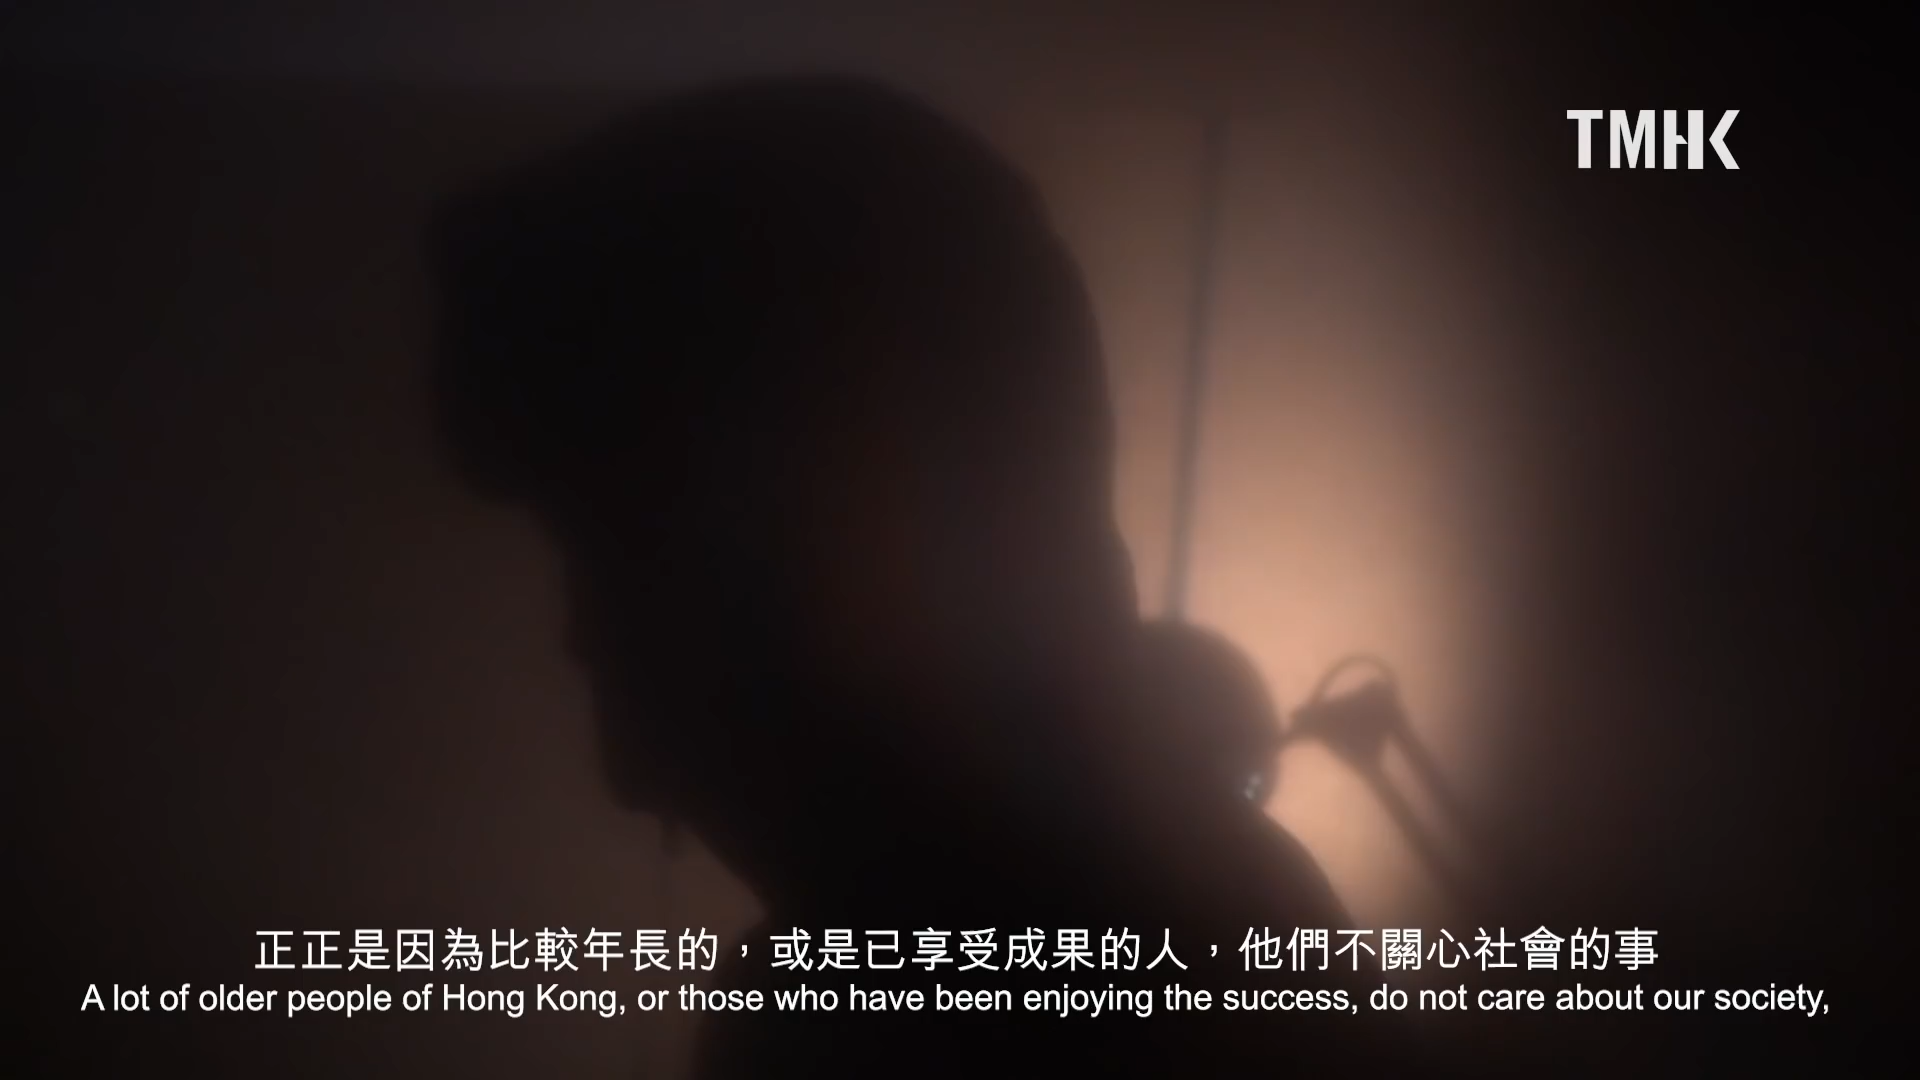 TMHK
正正是因為比較年長的，或是已享受成果的人，他們不關心社會的事
A lot of older people of Hong Kong, or those who have been enjoying the success, do not care about our society,